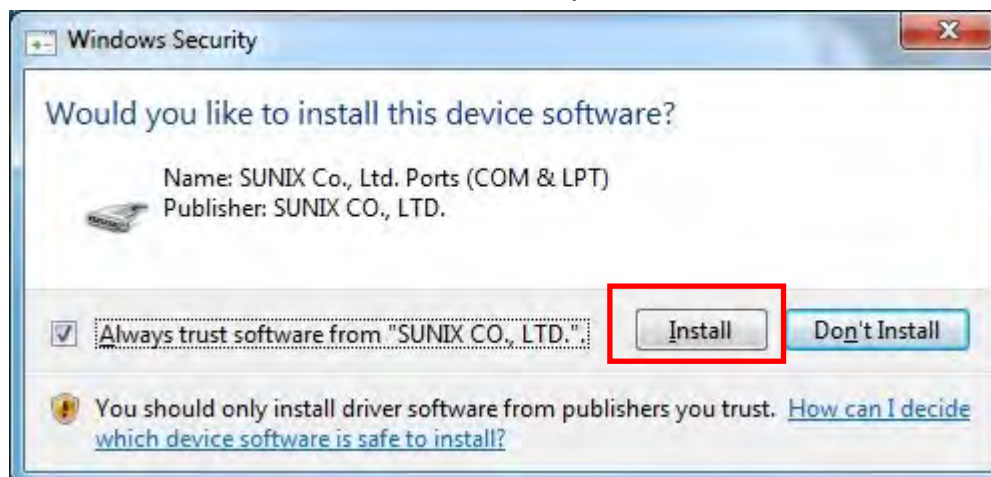 Windows Security
Would you like to install this device software?
Name: SUNIX Co., Ltd. Ports (COM & LPT)
Publisher: SUNIX CO., LTD.
Always trust software from "SUNIX CO., LTD.".
Install
Don't Install
You should only install driver software from publishers you trust. How can I decide
which device software is safe to install?